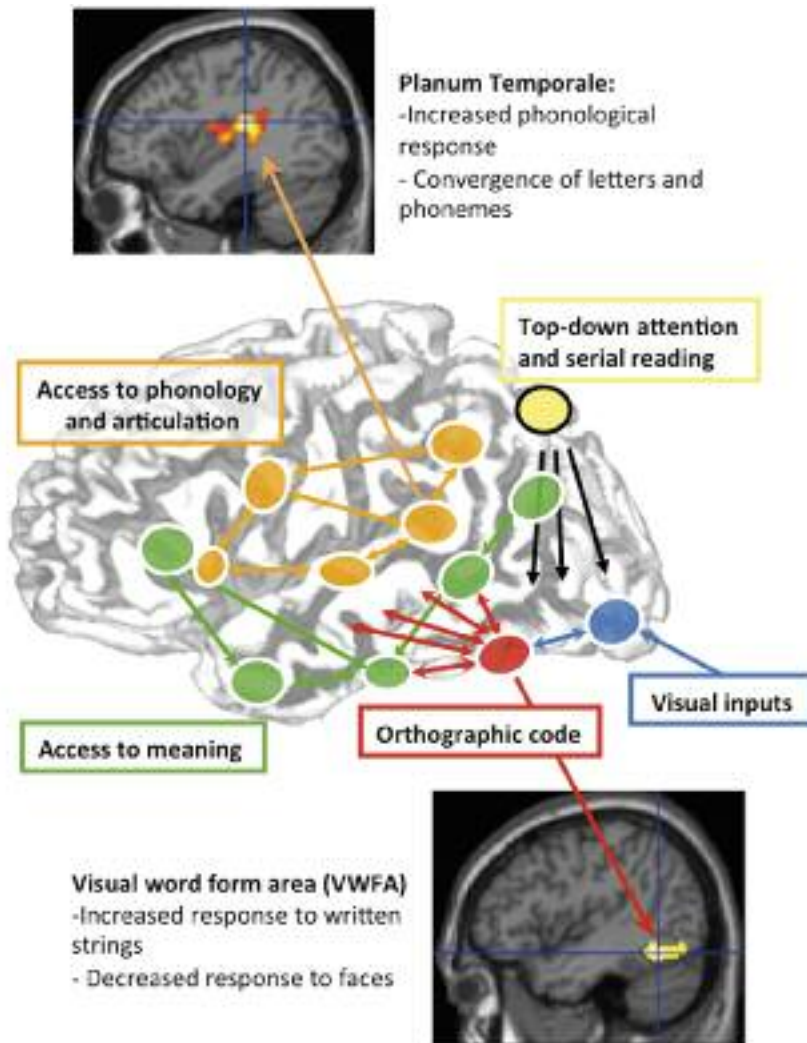 Planum Temporale:
-Increased phonological
response
- Convergence of letters and
phonemes
Top-down attention
and serial reading
Access to phonology
and articulation
Visual inputs
Orthographic code
Access to meaning
Visual word form area (VWFA)
-Increased response to written
strings
- Decreased response to faces